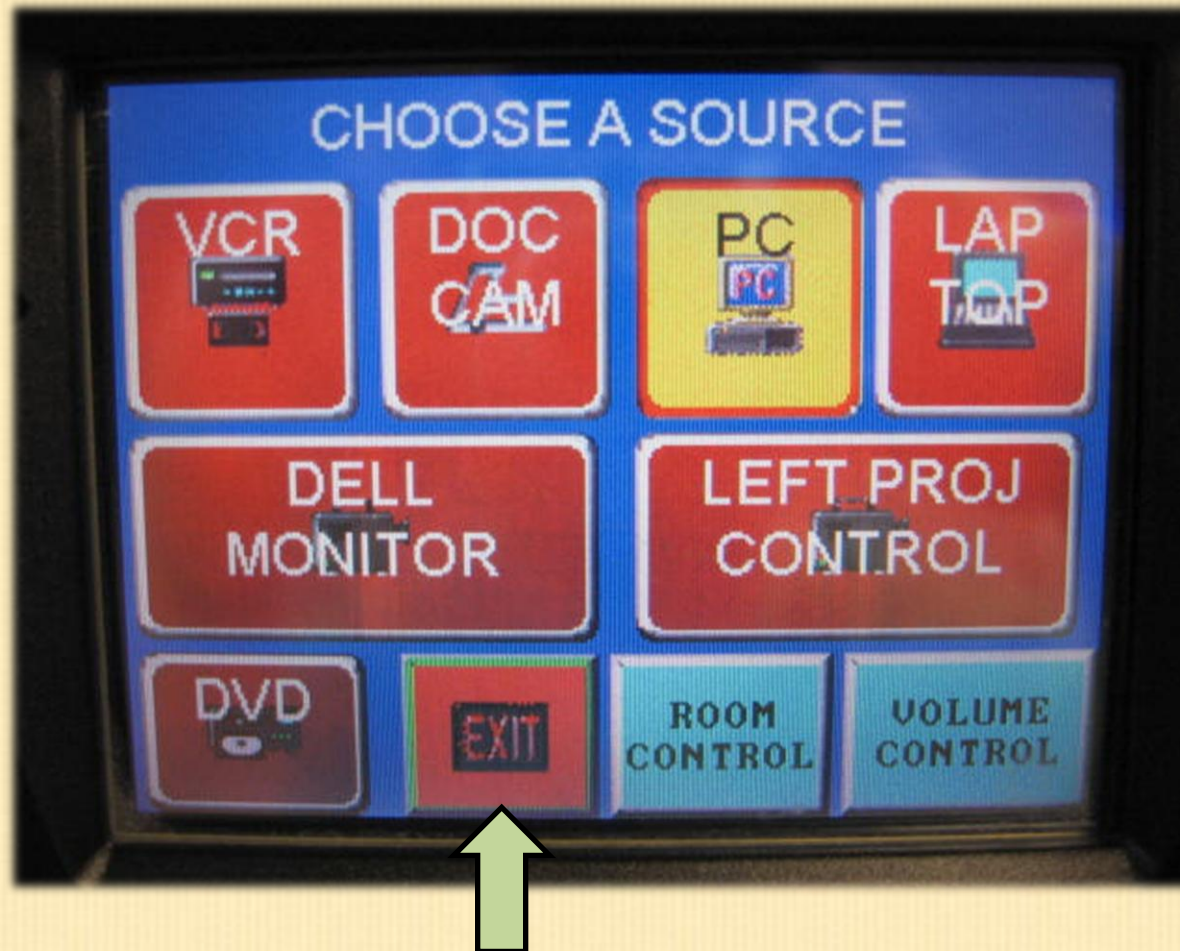 CHOOSE A SOURCE
VCR
DOC
CAM
PC
PC
LAP
TOP
DELL
MONITOR
LEFT PROJ
CONTROL
DVD
EXIT
ROOM
CONTROL
VOLUME
CONTROL